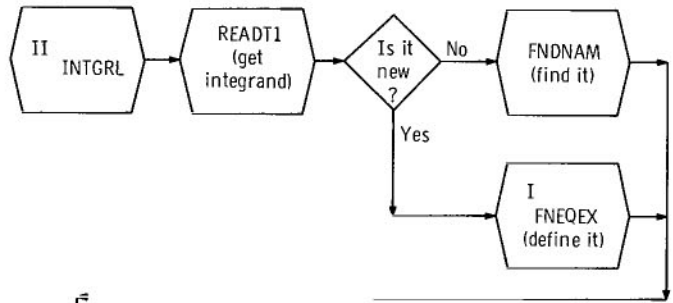 II
INTGRL
READT1
(get
integrand)
Is it
new
?
No
FNDNAM
(find it)
Yes
I
FNEQEX
(define it)